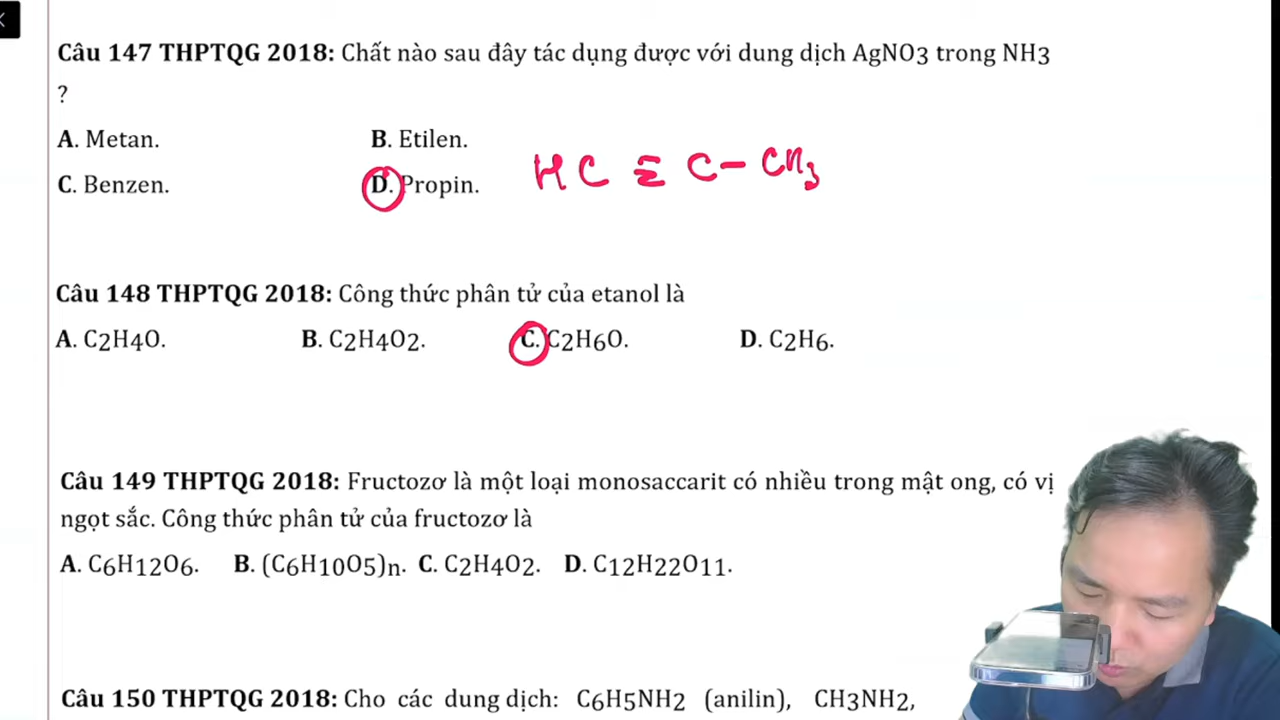 Câu 147 THPTQG 2018: Chất nào sau đây tác dụng được với dung dịch AgNO3 trong NH3
?
A. Metan. B. Etilen.
C. Benzen. D. Propin. HC ≡ C - CH3
Câu 148 THPTQG 2018: Công thức phân tử của etanol là
A. C2H4O. B. C2H4O2. C. C2H6O. D. C2H6.
Câu 149 THPTQG 2018: Fructozơ là một loại monosaccarit có nhiều trong mật ong, có vị
ngọt sắc. Công thức phân tử của fructozơ là
A. C6H12O6. B. (C6H10O5)n. C. C2H4O2. D. C12H22O11.
Câu 150 THPTQG 2018: Cho các dung dịch: C6H5NH2 (anilin), CH3NH2,